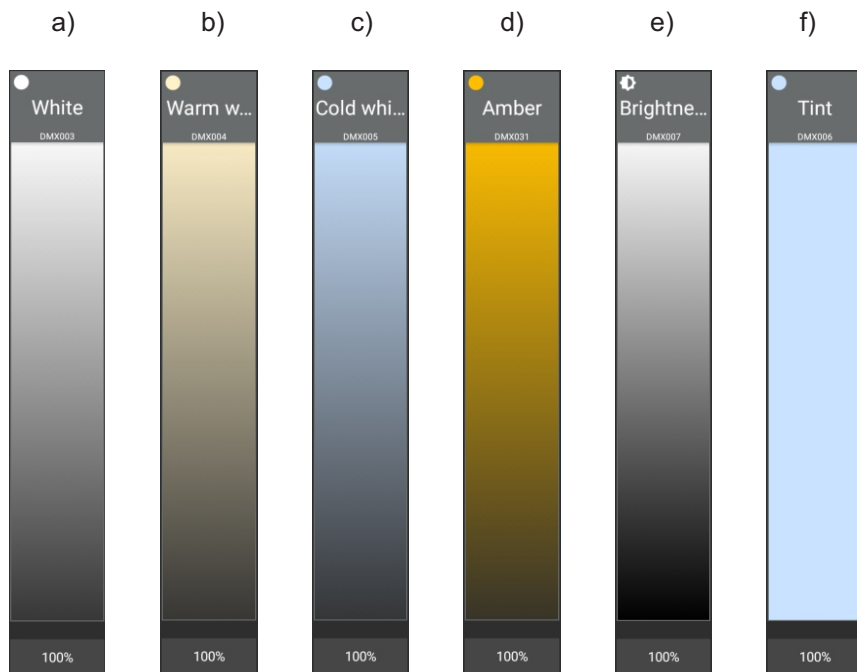 a) b) c) d) e) f)
White Warm w... Cold whi... Amber Brightne... Tint
DMX003 DMX004 DMX005 DMX031 DMX007 DMX006
100% 100% 100% 100% 100% 100%